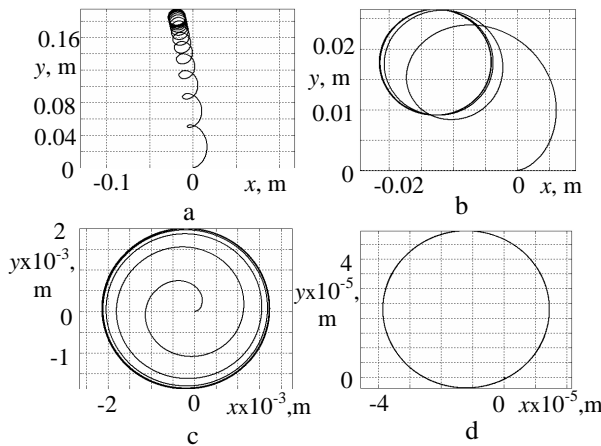 0.16
y, m
0.08
0.04
0
-0.1 0 x, m
a
0.02
y, m
0.01
0
-0.02 0 x, m
b
2
yx10⁻³,
m
0
-1
-2 0 xx10⁻³,m
c
4
yx10⁻⁵,
m
0
-4 0 xx10⁻⁵,m
d